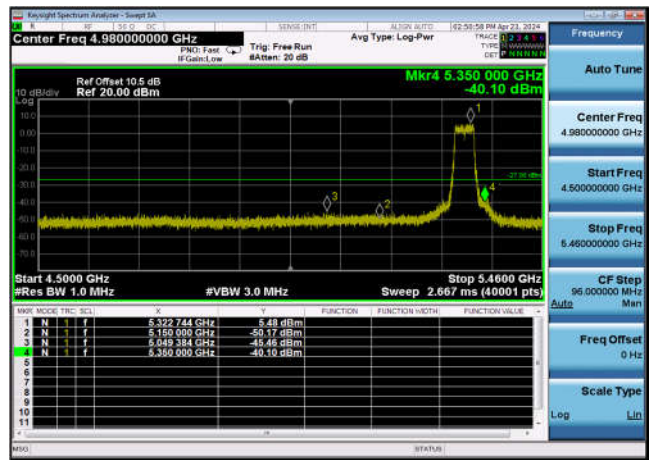 Keysight Spectrum Analyzer - Swept SA
RF 50 Ω DC SENSE:INT ALIGN AUTO 02:50:58 PM Apr 23, 2024
Center Freq 4.980000000 GHz
PNO: Fast
IFGain:Low
Trig: Free Run
#Atten: 20 dB
Avg Type: Log-Pwr
TRACE 1 2 3 4 5 6
TYPE
DET P N N N N N
Ref Offset 10.5 dB
10 dB/div Ref 20.00 dBm
Log
Mkr4 5.350 000 GHz
-40.10 dBm
10.0
0.00
-10.0
-20.0
-30.0
-40.0
-50.0
-60.0
-70.0
1
2
3
4
Start 4.5000 GHz
#Res BW 1.0 MHz
#VBW 3.0 MHz
Stop 5.4600 GHz
Sweep 2.667 ms (40001 pts)
MKR MODE TRC SCL X Y FUNCTION FUNCTION WIDTH FUNCTION VALUE
1 N 1 f 5.322 744 GHz 5.48 dBm
2 N 1 f 5.150 000 GHz -50.17 dBm
3 N 1 f 5.049 384 GHz -45.46 dBm
4 N 1 f 5.350 000 GHz -40.10 dBm
5
6
7
8
9
10
11
MSG STATUS
Frequency
Auto Tune
Center Freq
4.980000000 GHz
Start Freq
4.500000000 GHz
Stop Freq
5.460000000 GHz
CF Step
96.000000 MHz
Auto Man
Freq Offset
0 Hz
Scale Type
Log Lin